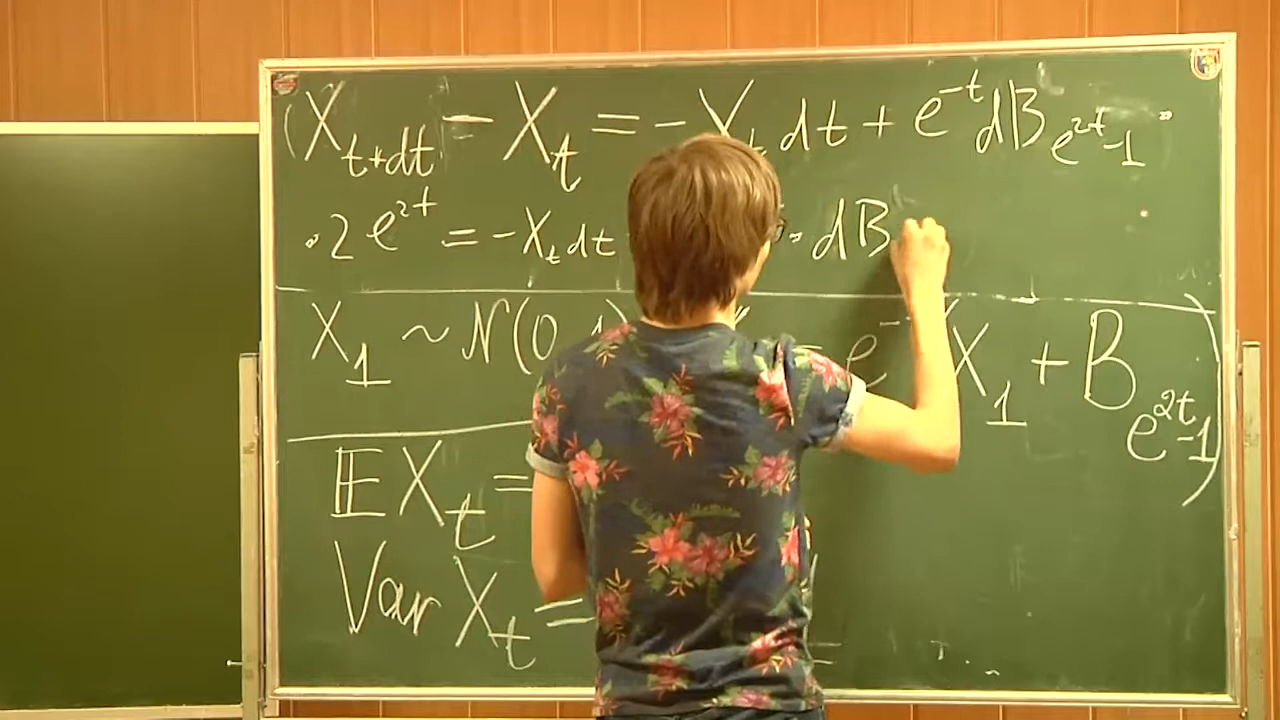 (X_{t+dt} - X_t = -X_t dt + e^{-t} dB_{e^{2t}-1} ·
· 2 e^{2t} = -X_t dt · dB
X_1 ~ N(0, 1) = e^{-} X_1 + B_{e^{2t}-1})
𝔼 X_t =
Var X_t = =